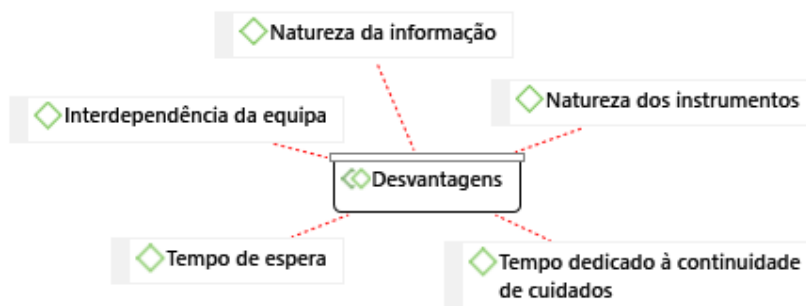 Natureza da informação
Natureza dos instrumentos
Interdependência da equipa
Desvantagens
Tempo de espera
Tempo dedicado à continuidade
de cuidados